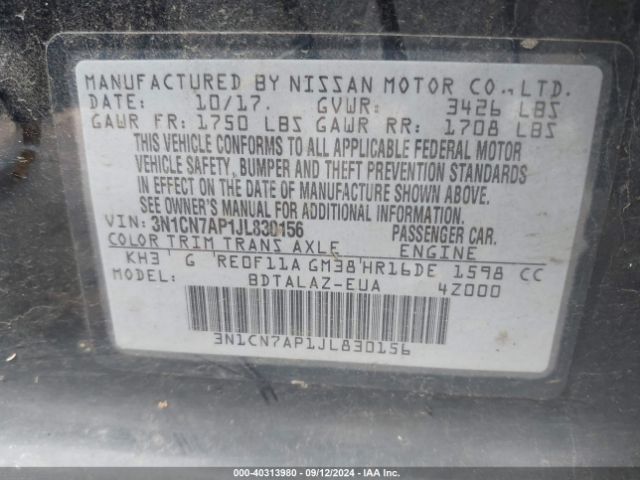 MANUFACTURED BY NISSAN MOTOR CO., LTD.
DATE: 10/17. GVWR: 3426 LBS
GAWR FR: 1750 LBS GAWR RR: 1708 LBS
THIS VEHICLE CONFORMS TO ALL APPLICABLE FEDERAL MOTOR
VEHICLE SAFETY, BUMPER AND THEFT PREVENTION STANDARDS
IN EFFECT ON THE DATE OF MANUFACTURE SHOWN ABOVE.
SEE OWNER'S MANUAL FOR ADDITIONAL INFORMATION.
VIN: 3N1CN7AP1JL830156 PASSENGER CAR.
COLOR TRIM TRANS AXLE ENGINE
KH3 G RE0F11A GM38 HR16DE 1598 CC
MODEL: BDTALAZ-EUA 4Z000
3N1CN7AP1JL830156
000-40313980 - 09/12/2024 - IAA Inc.